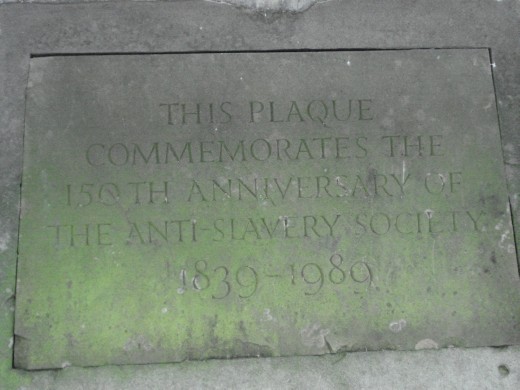 THIS PLAQUE
COMMEMORATES THE
150TH ANNIVERSARY OF
THE ANTI-SLAVERY SOCIETY
1839-1989